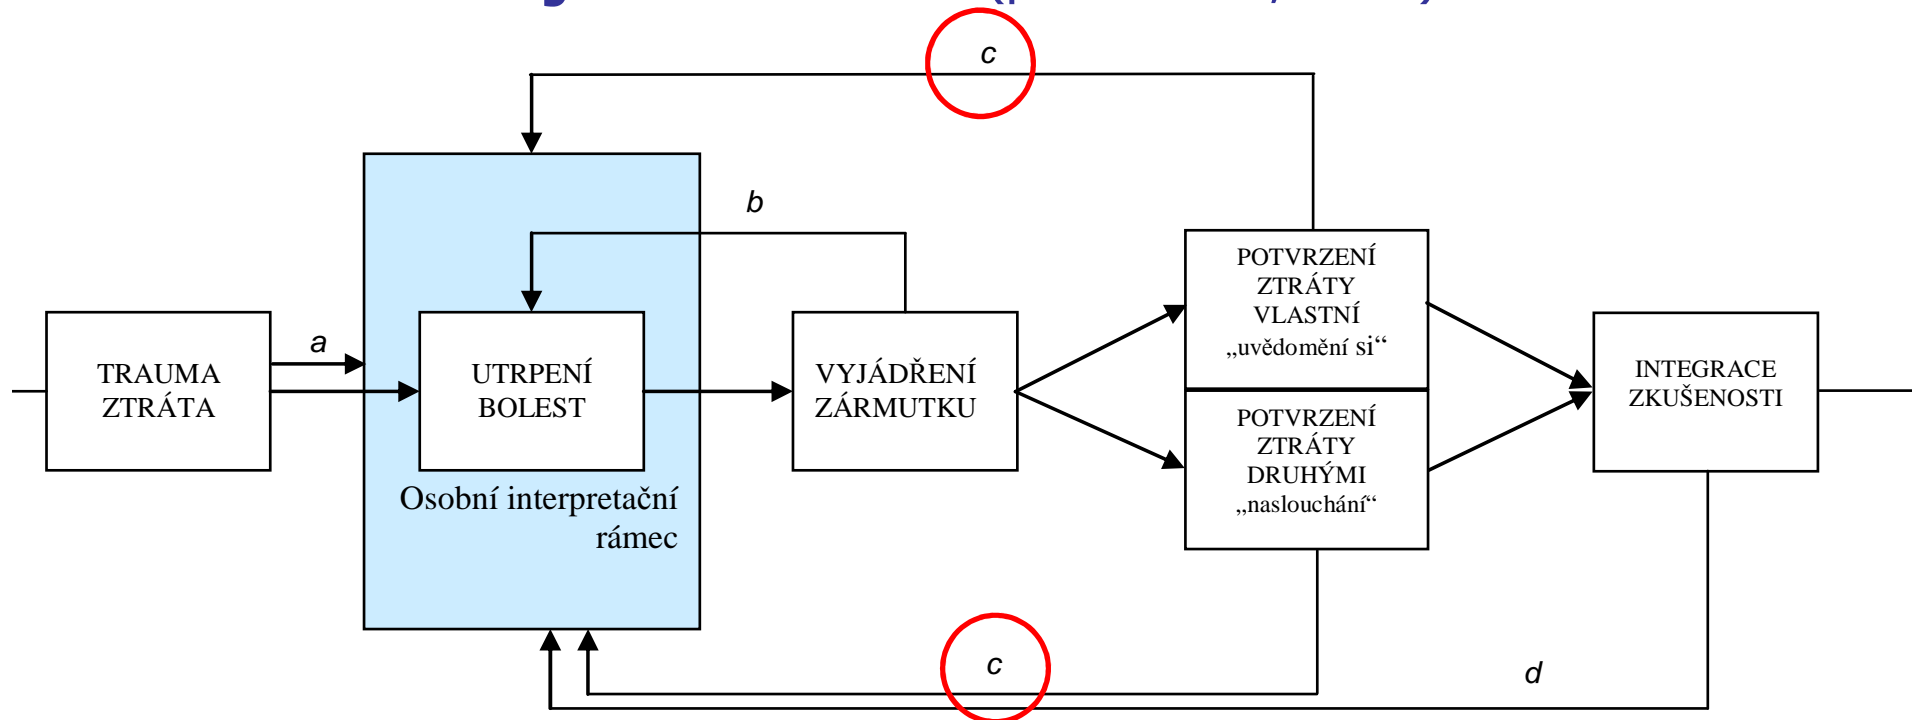 c
b
a
TRAUMA
ZTRÁTA
UTRPENÍ
BOLEST
Osobní interpretační
rámec
VYJÁDŘENÍ
ZÁRMUTKU
POTVRZENÍ
ZTRÁTY
VLASTNÍ
„uvědomění si“
POTVRZENÍ
ZTRÁTY
DRUHÝMI
„naslouchání“
INTEGRACE
ZKUŠENOSTI
c
d